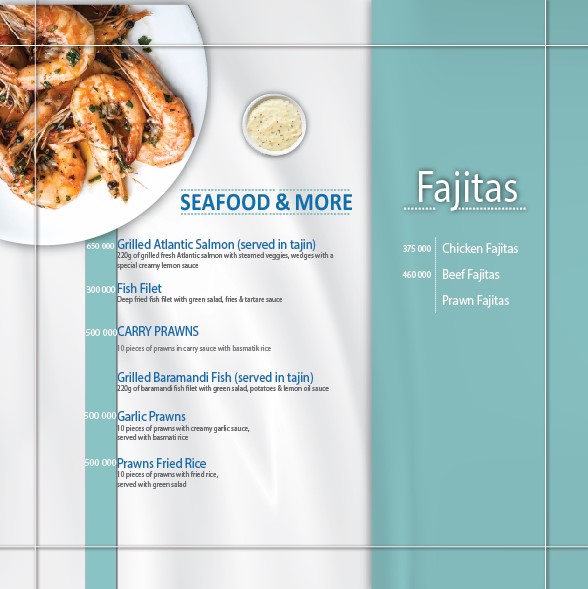 SEAFOOD & MORE
650 000 Grilled Atlantic Salmon (served in tajin)
220g of grilled fresh Atlantic salmon with steamed veggies, wedges with a
special creamy lemon sauce
300 000 Fish Filet
Deep fried fish filet with green salad, fries & tartare sauce
500 000 CARRY PRAWNS
10 pieces of prawns in carry sauce with basmatik rice
Grilled Baramandi Fish (served in tajin)
220g of baramandi fish filet with green salad, potatoes & lemon oil sauce
500 000 Garlic Prawns
10 pieces of prawns with creamy garlic sauce,
served with basmati rice
500 000 Prawns Fried Rice
10 pieces of prawns with fried rice,
served with green salad
Fajitas
375 000 Chicken Fajitas
460 000 Beef Fajitas
Prawn Fajitas